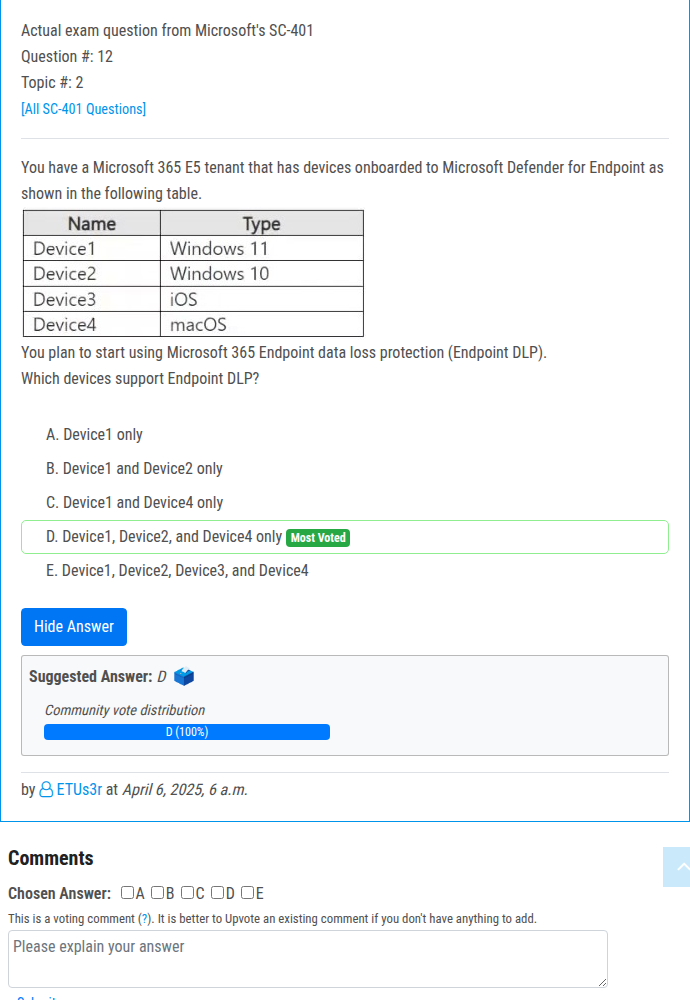 Actual exam question from Microsoft's SC-401
Question #: 12
Topic #: 2
[All SC-401 Questions]
You have a Microsoft 365 E5 tenant that has devices onboarded to Microsoft Defender for Endpoint as
shown in the following table.
Name Type
Device1 Windows 11
Device2 Windows 10
Device3 iOS
Device4 macOS
You plan to start using Microsoft 365 Endpoint data loss protection (Endpoint DLP).
Which devices support Endpoint DLP?
A. Device1 only
B. Device1 and Device2 only
C. Device1 and Device4 only
D. Device1, Device2, and Device4 only Most Voted
E. Device1, Device2, Device3, and Device4
Hide Answer
Suggested Answer: D
Community vote distribution
D (100%)
by ETUs3r at April 6, 2025, 6 a.m.
Comments
Chosen Answer: A B C D E
This is a voting comment (?). It is better to Upvote an existing comment if you don't have anything to add.
Please explain your answer